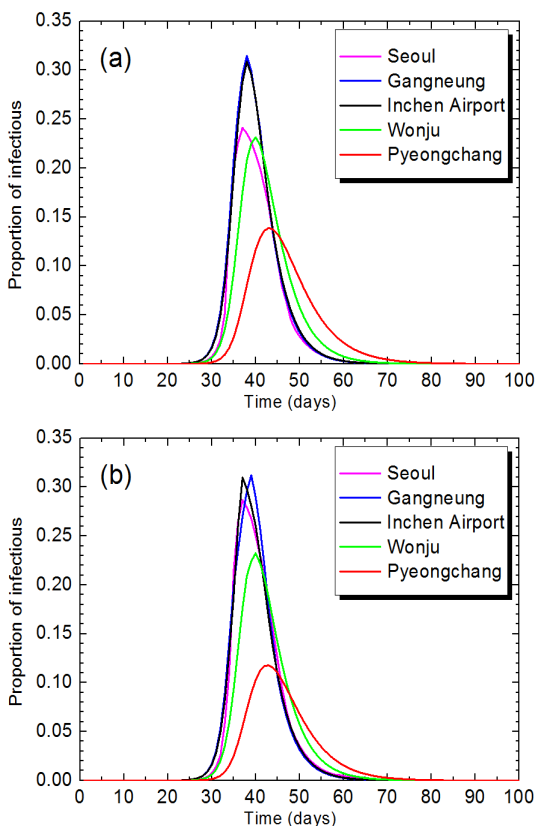 (a)
Seoul
Gangneung
Inchen Airport
Wonju
Pyeongchang
Proportion of infectious
0.35
0.30
0.25
0.20
0.15
0.10
0.05
0.00
0 10 20 30 40 50 60 70 80 90 100
Time (days)
(b)
Seoul
Gangneung
Inchen Airport
Wonju
Pyeongchang
Proportion of infectious
0.35
0.30
0.25
0.20
0.15
0.10
0.05
0.00
0 10 20 30 40 50 60 70 80 90 100
Time (days)